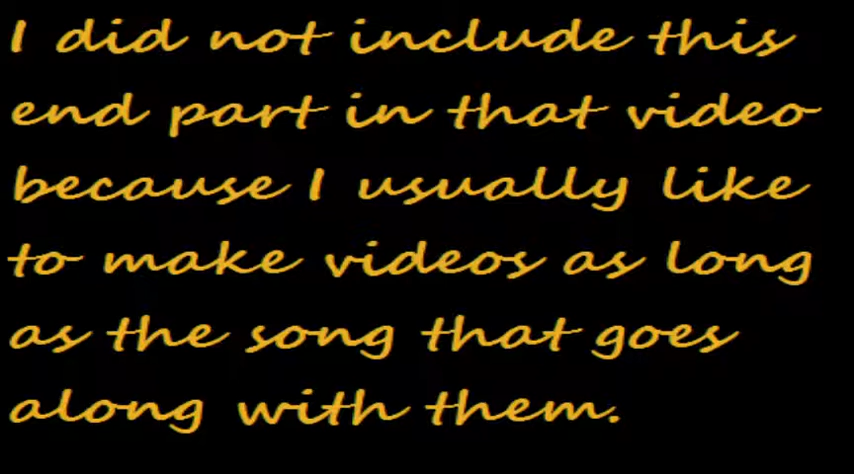 I did not include this
end part in that video
because I usually like
to make videos as long
as the song that goes
along with them.